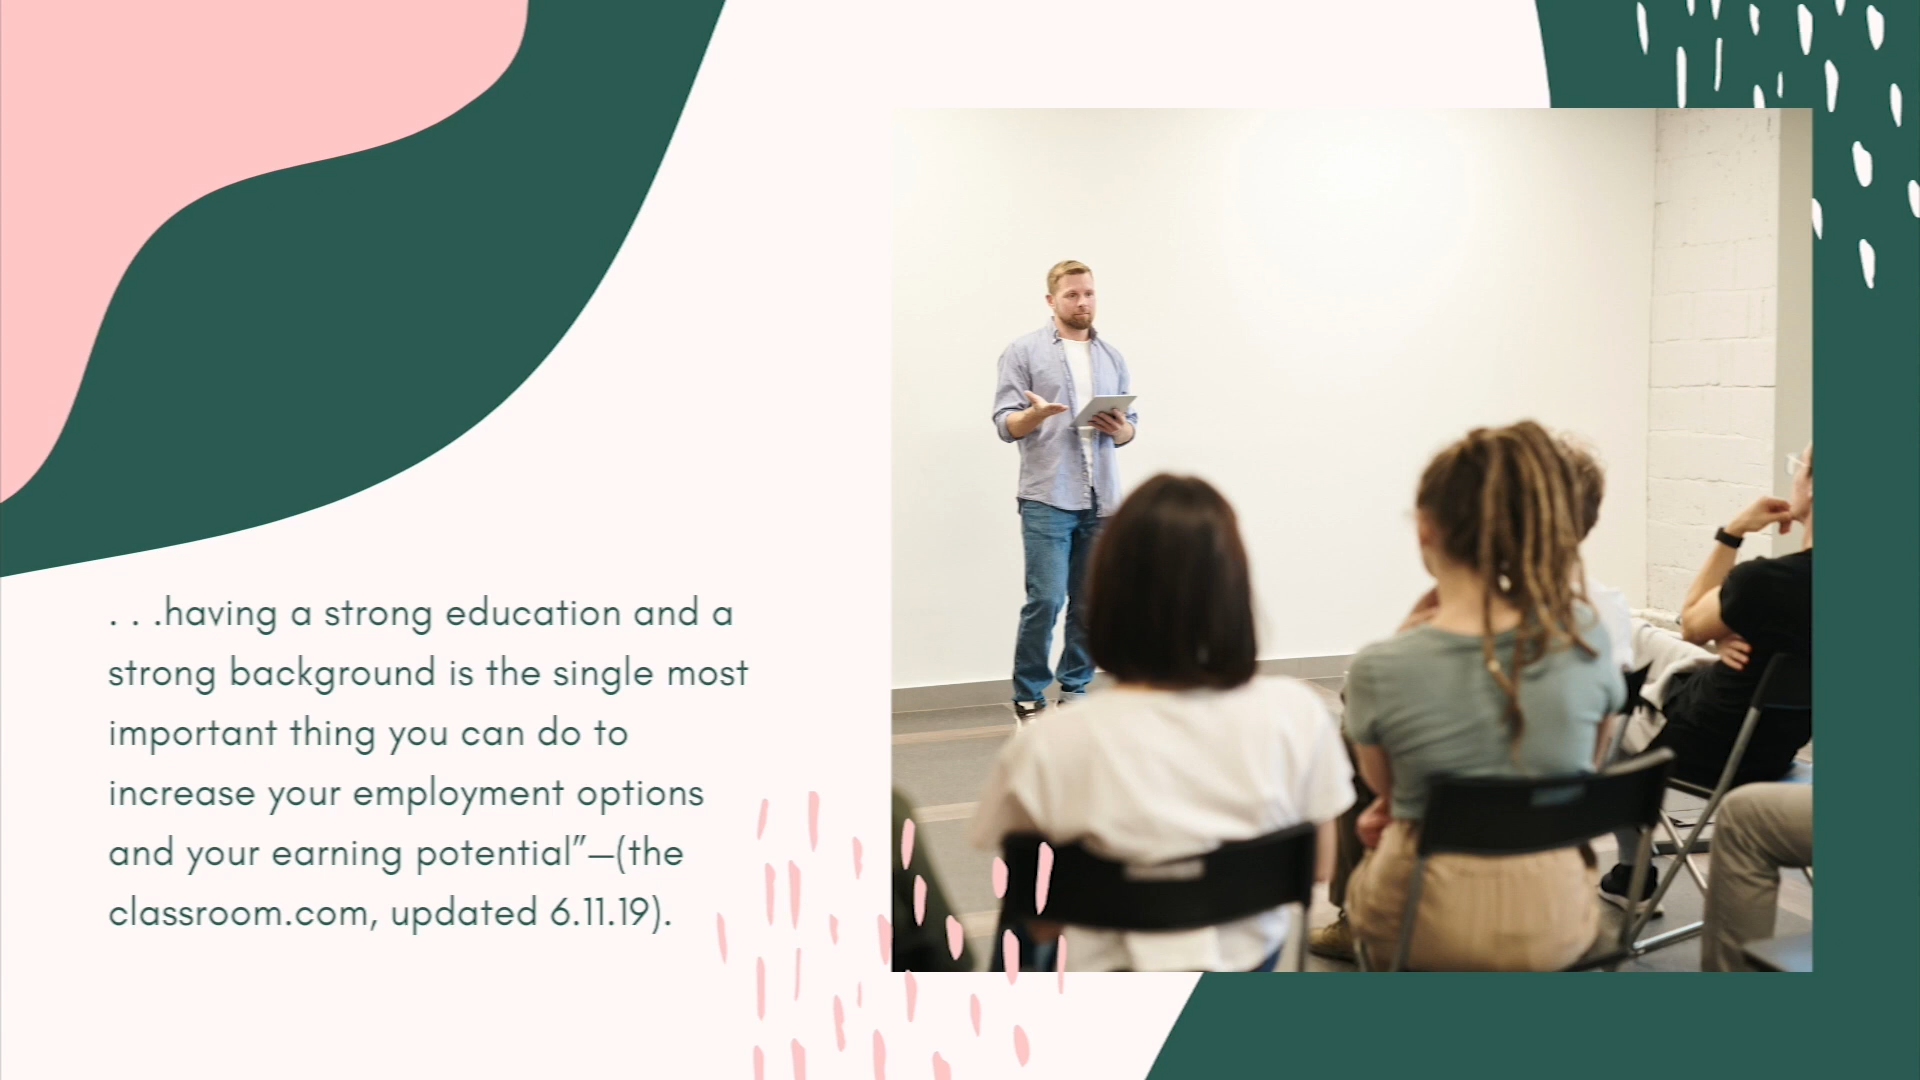 . . .having a strong education and a
strong background is the single most
important thing you can do to
increase your employment options
and your earning potential”—(the
classroom.com, updated 6.11.19).